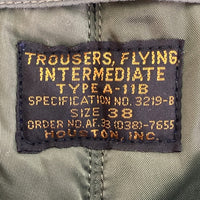 TROUSERS, FLYING,
INTERMEDIATE
TYPE A-11B
SPECIFICATION NO. 3219-B
SIZE 38
ORDER NO. AF. 33 (038)-7655
HOUSTON, INC.